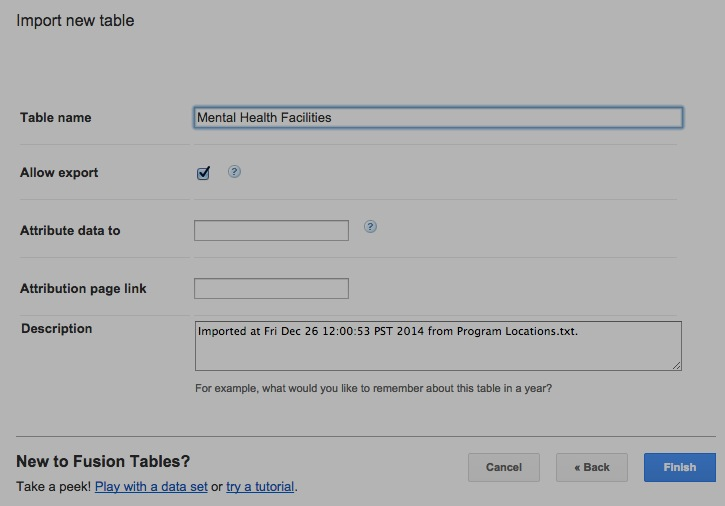 Import new table
Table name
Mental Health Facilities
Allow export
?
Attribute data to
?
Attribution page link
Description
Imported at Fri Dec 26 12:00:53 PST 2014 from Program Locations.txt.
For example, what would you like to remember about this table in a year?
New to Fusion Tables?
Take a peek! Play with a data set or try a tutorial.
Cancel
« Back
Finish